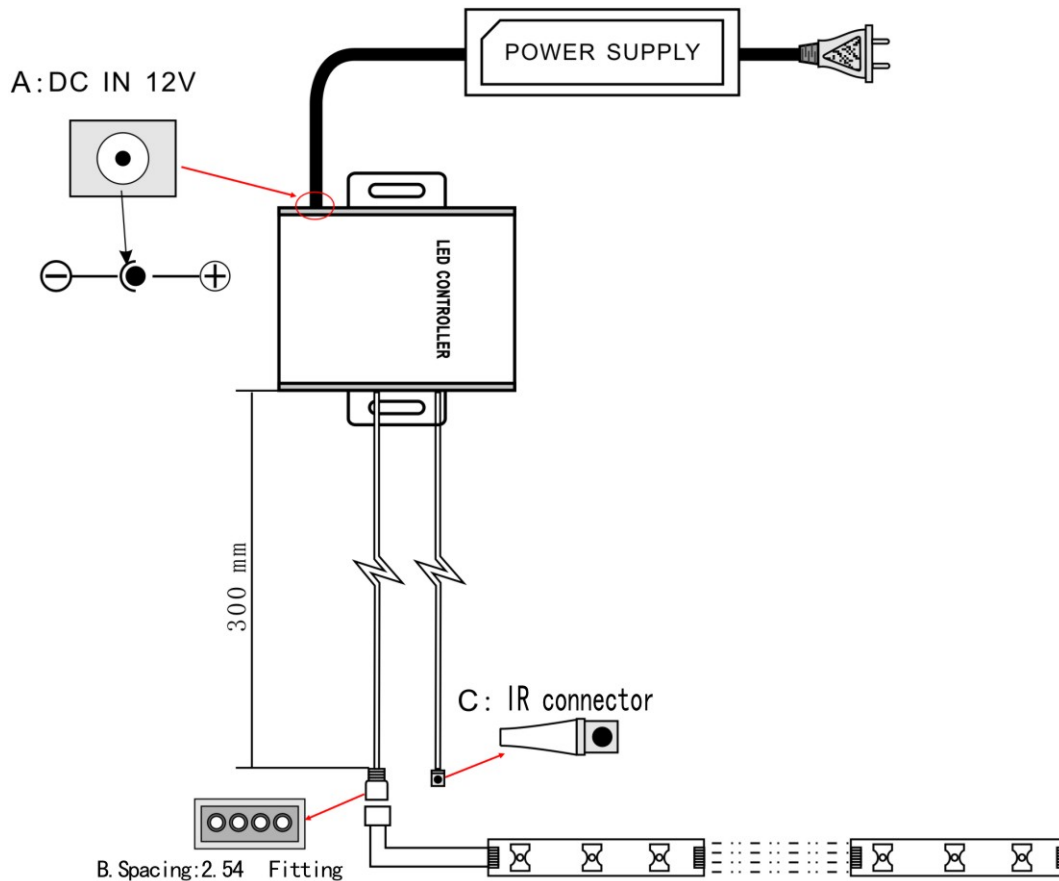 POWER SUPPLY
A:DC IN 12V
LED CONTROLLER
300 mm
C: IR connector
B.Spacing:2.54 Fitting